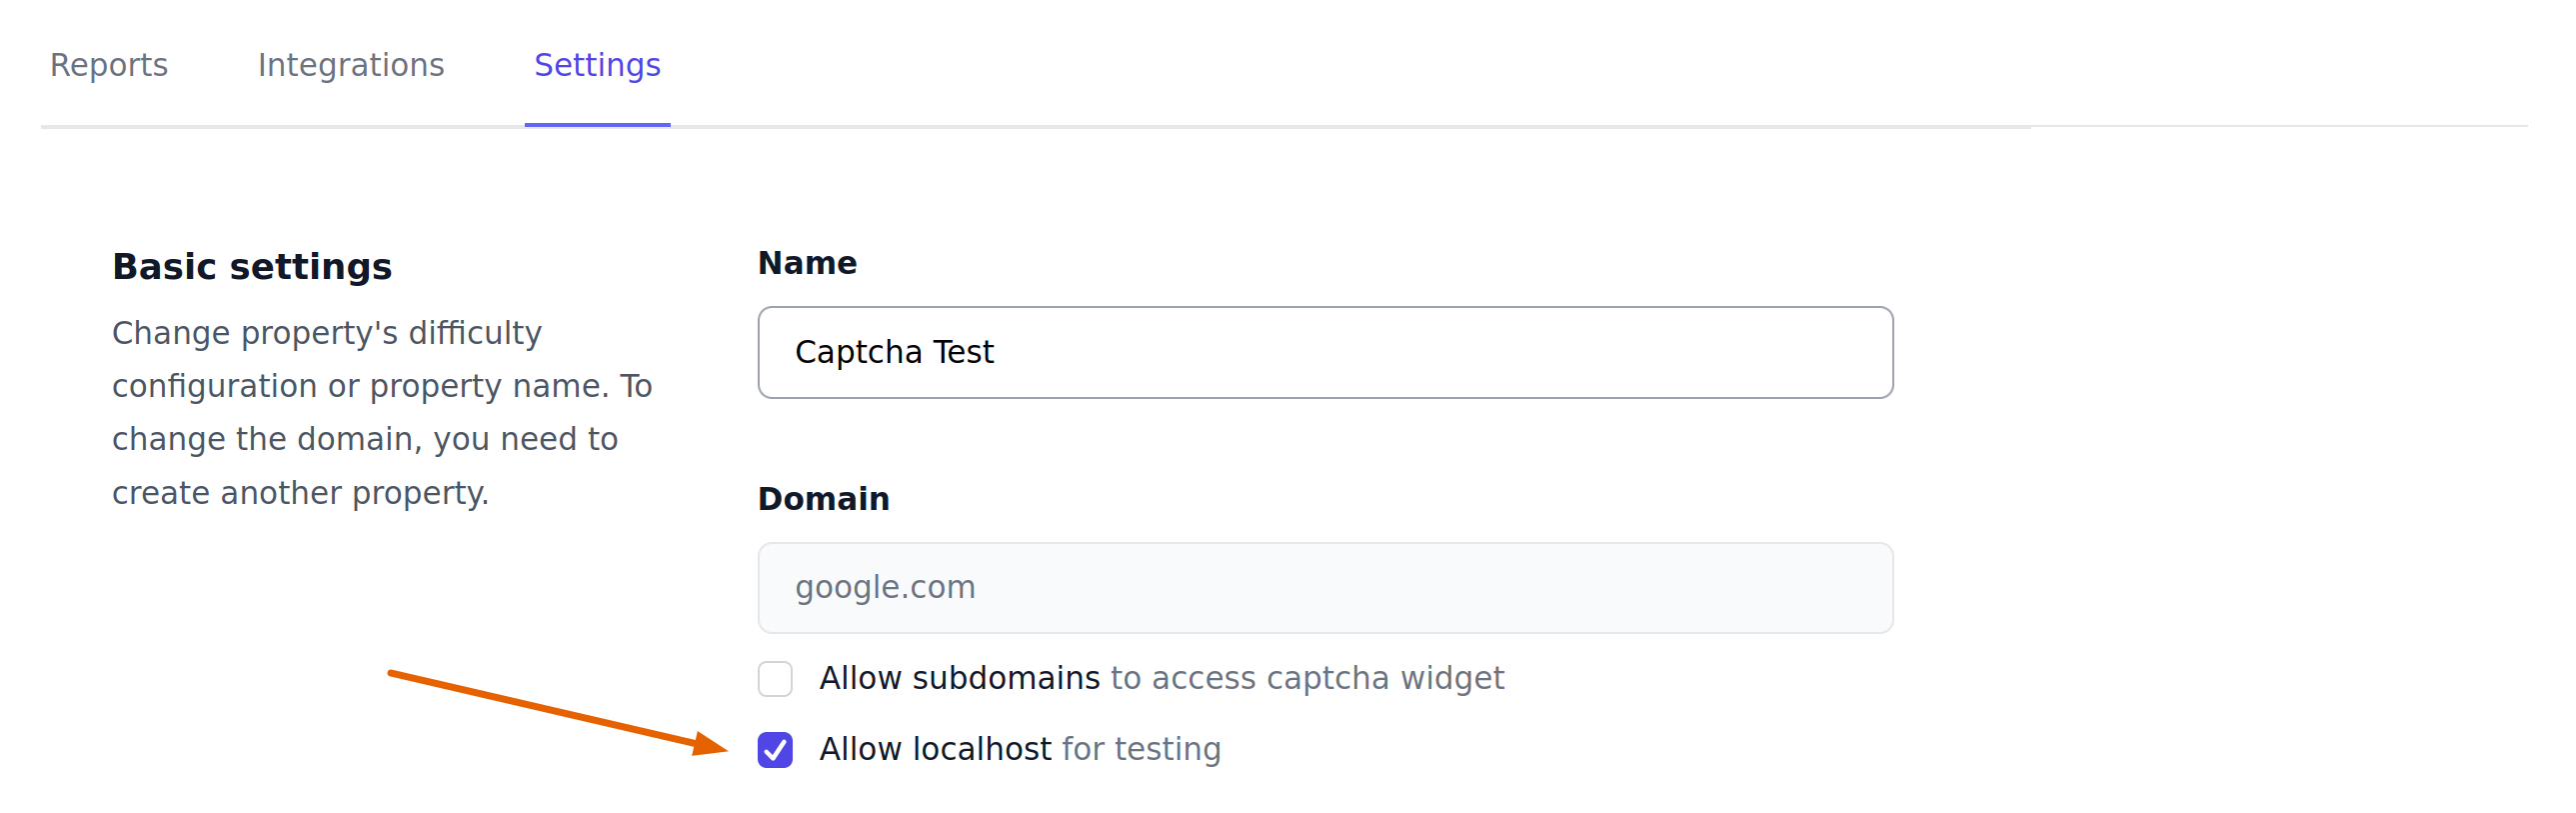 Reports
Integrations
Settings
Basic settings
Change property's difficulty
configuration or property name. To
change the domain, you need to
create another property.
Name
Captcha Test
Domain
google.com
Allow subdomains to access captcha widget
Allow localhost for testing